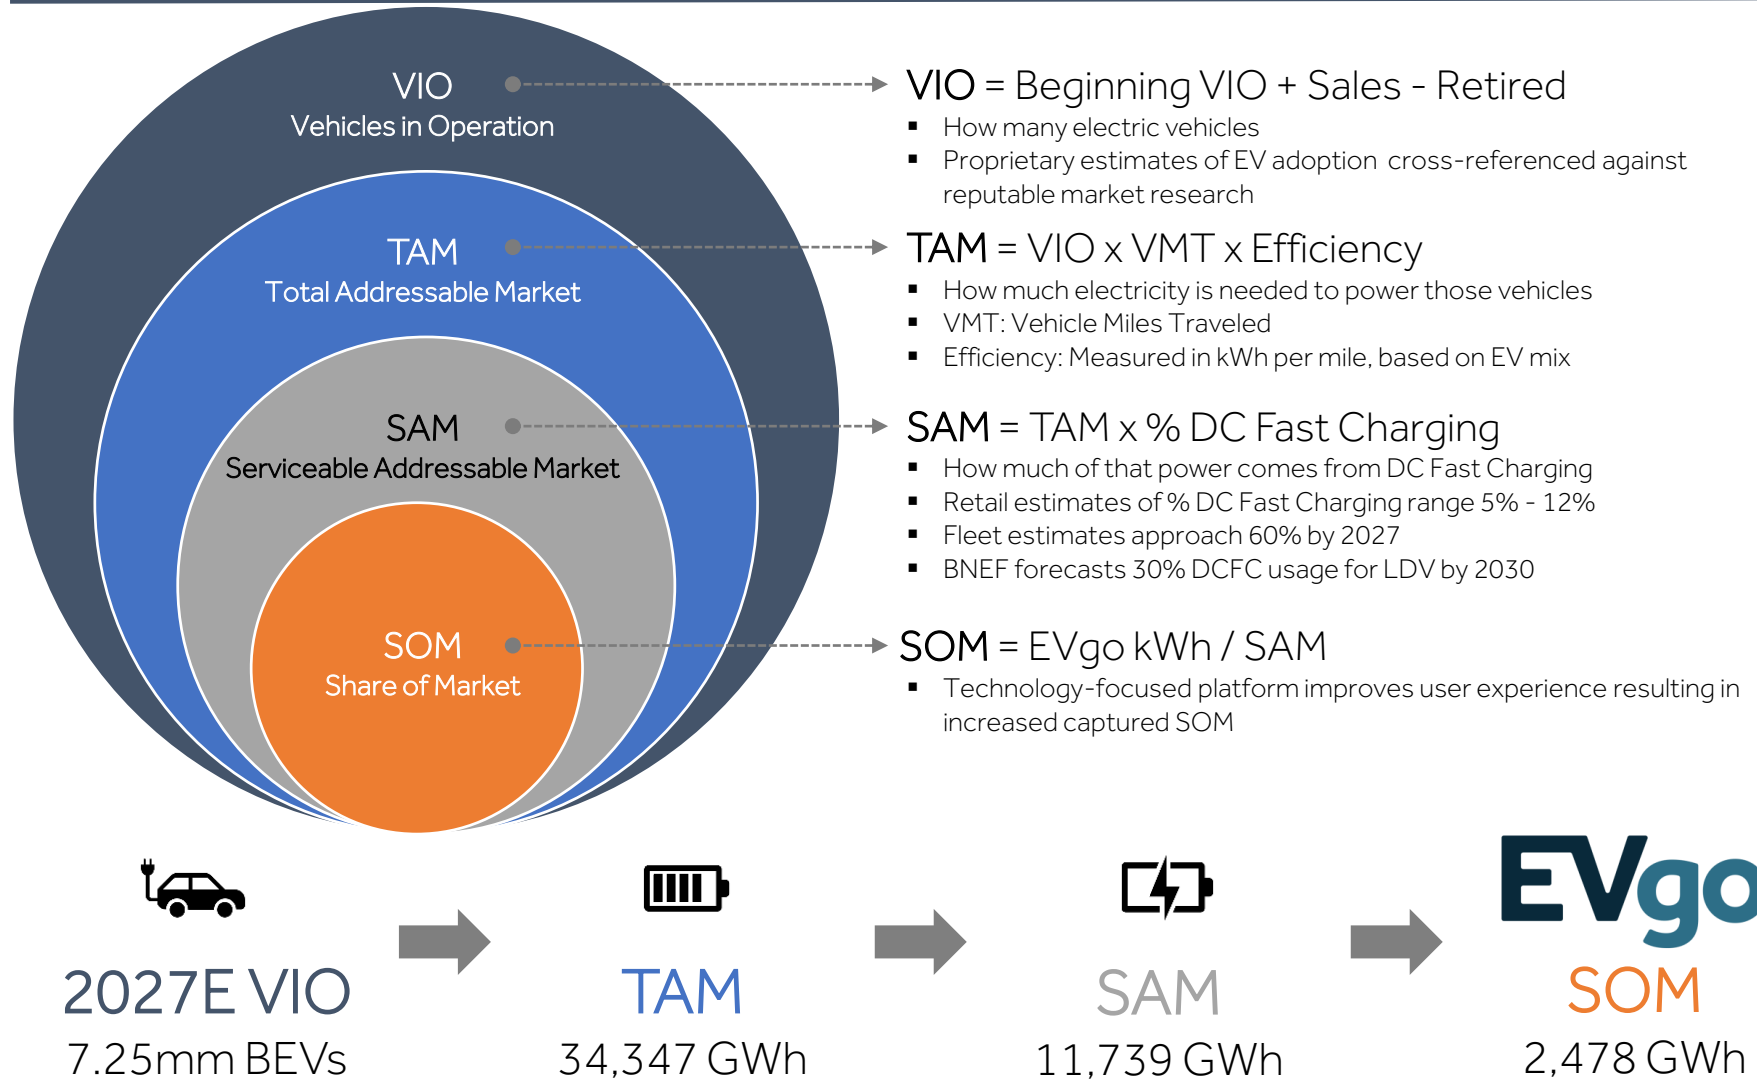 VIO
Vehicles in Operation
TAM
Total Addressable Market
SAM
Serviceable Addressable Market
SOM
Share of Market
VIO = Beginning VIO + Sales - Retired
▪ How many electric vehicles
▪ Proprietary estimates of EV adoption cross-referenced against
reputable market research
TAM = VIO x VMT x Efficiency
▪ How much electricity is needed to power those vehicles
▪ VMT: Vehicle Miles Traveled
▪ Efficiency: Measured in kWh per mile, based on EV mix
SAM = TAM x % DC Fast Charging
▪ How much of that power comes from DC Fast Charging
▪ Retail estimates of % DC Fast Charging range 5% - 12%
▪ Fleet estimates approach 60% by 2027
▪ BNEF forecasts 30% DCFC usage for LDV by 2030
SOM = EVgo kWh / SAM
▪ Technology-focused platform improves user experience resulting in
increased captured SOM
2027E VIO
7.25mm BEVs
TAM
34,347 GWh
SAM
11,739 GWh
EVgo
SOM
2,478 GWh